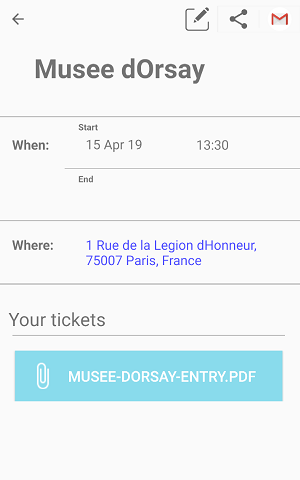 Musee dOrsay
Start
When: 15 Apr 19 13:30
End
Where: 1 Rue de la Legion dHonneur,
75007 Paris, France
Your tickets
MUSEE-DORSAY-ENTRY.PDF